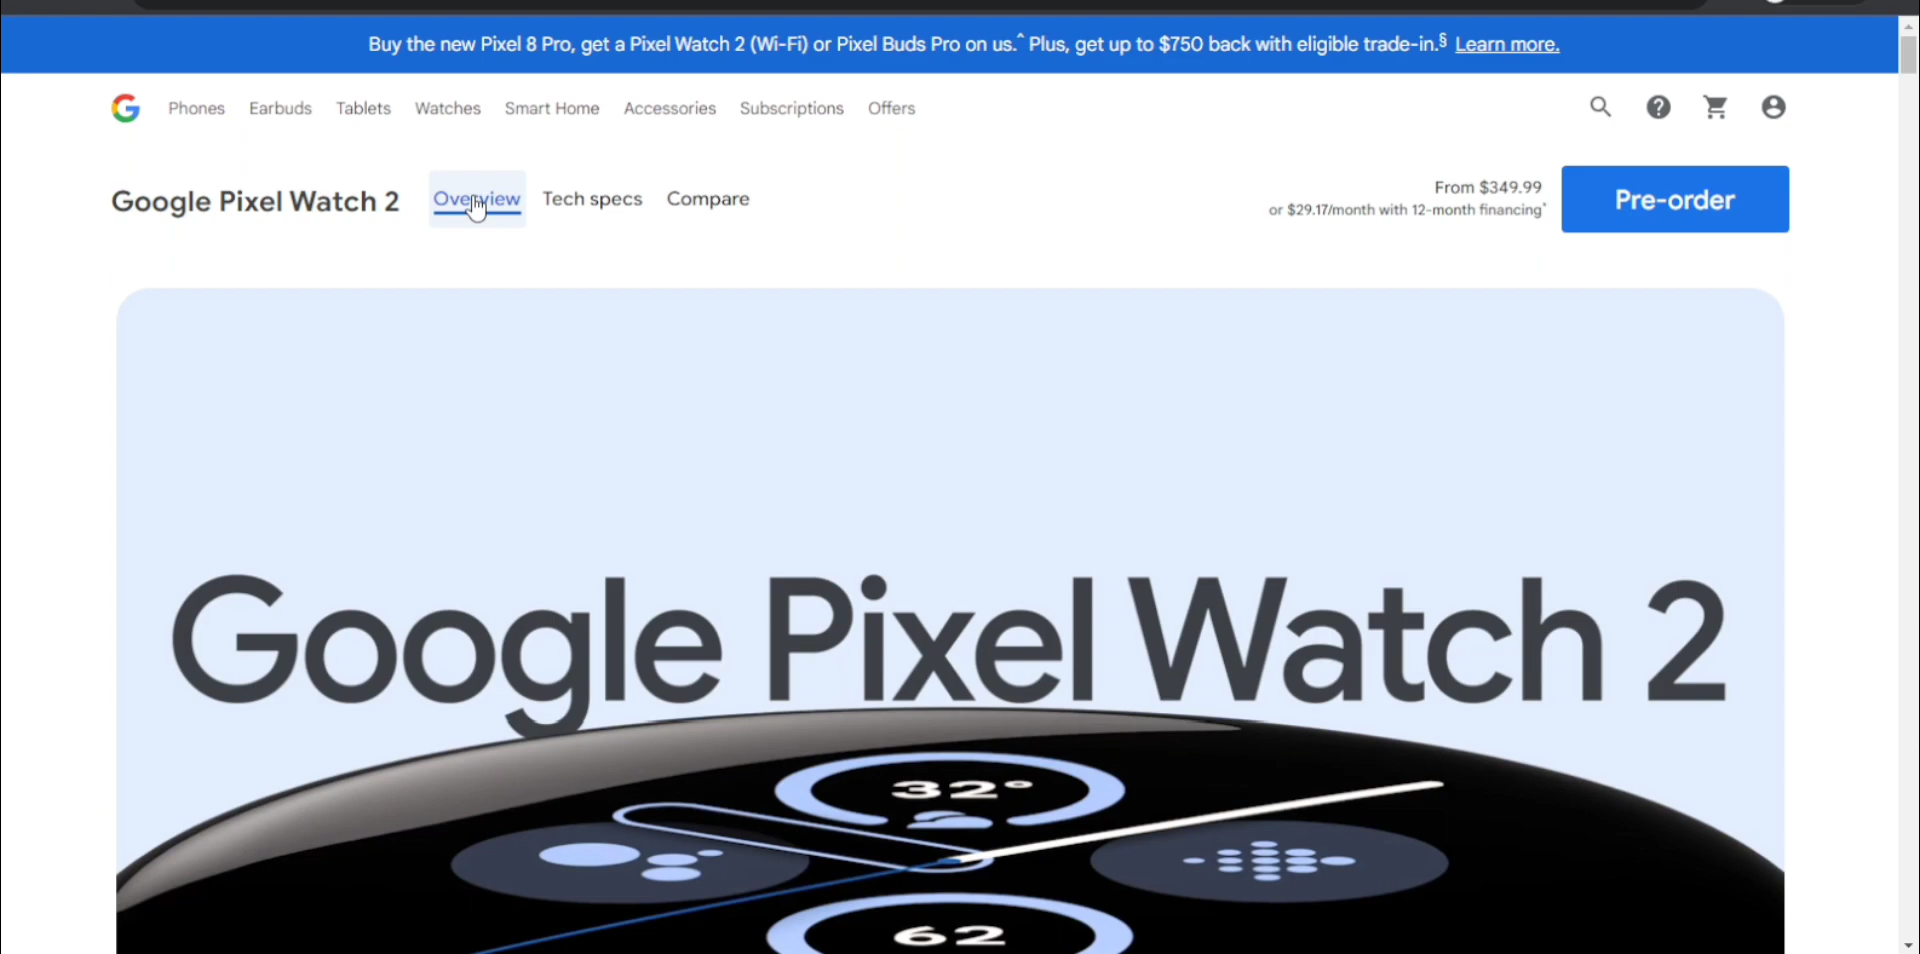 Buy the new Pixel 8 Pro, get a Pixel Watch 2 (Wi-Fi) or Pixel Buds Pro on us.^ Plus, get up to $750 back with eligible trade-in.§ Learn more.
Phones Earbuds Tablets Watches Smart Home Accessories Subscriptions Offers
Google Pixel Watch 2 Overview Tech specs Compare
From $349.99
or $29.17/month with 12-month financing*
Pre-order
Google Pixel Watch 2
32°
62